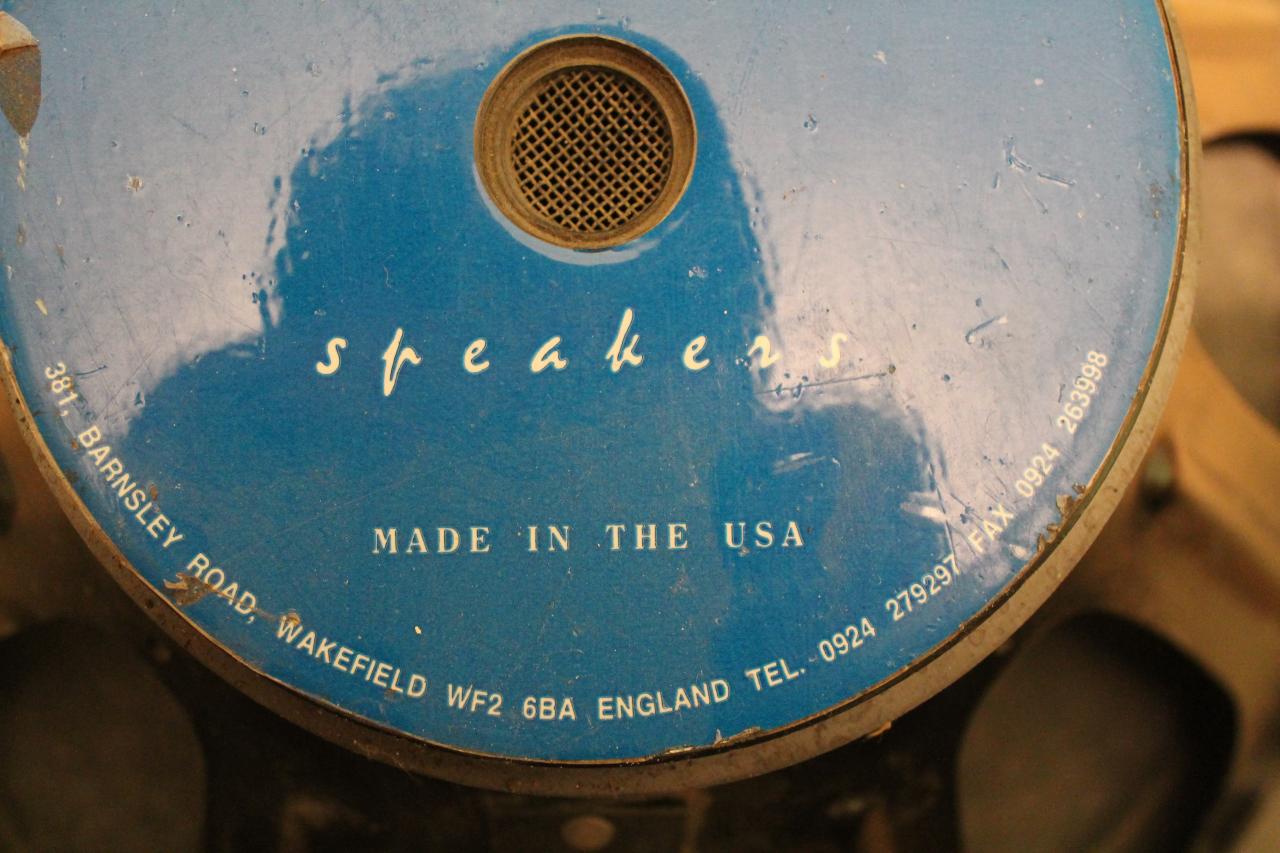 speakers
MADE IN THE USA
381, BARNSLEY ROAD, WAKEFIELD WF2 6BA ENGLAND TEL. 0924 279297 FAX 0924 263998